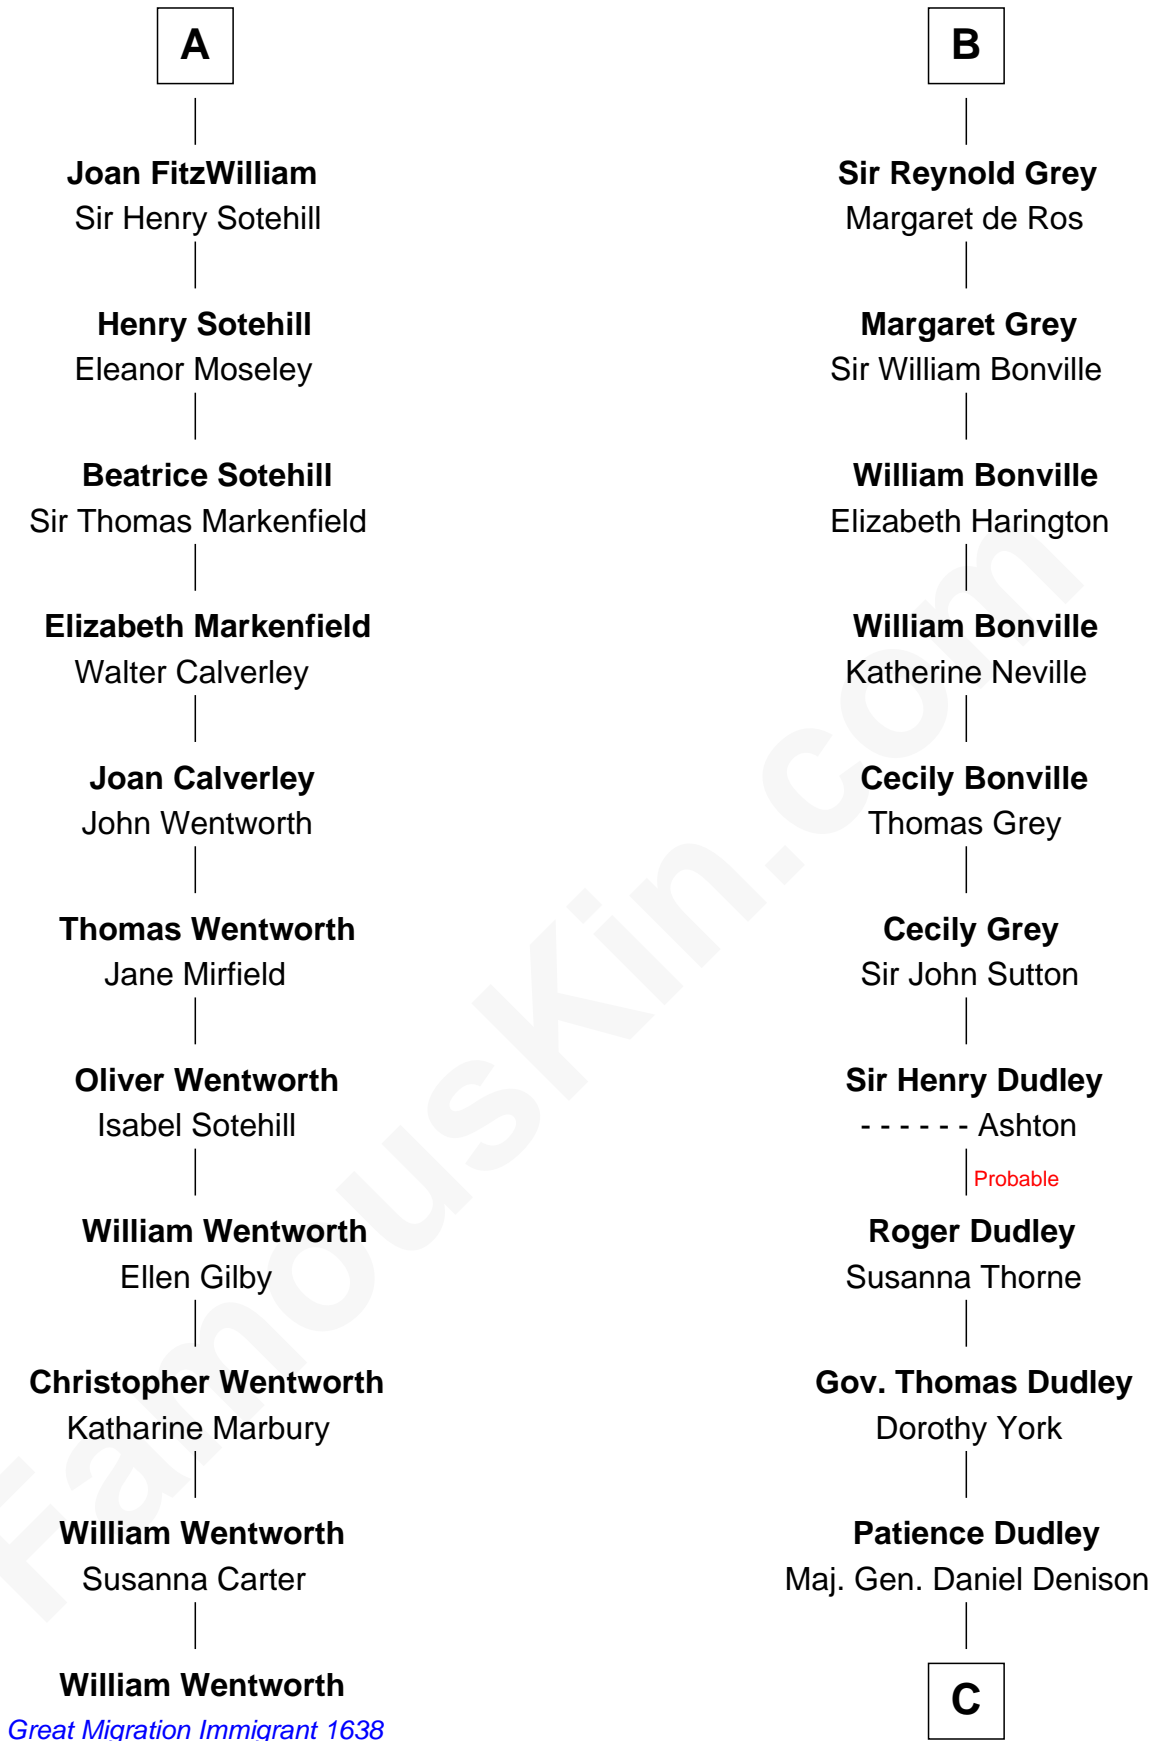 A
Joan FitzWilliam
Sir Henry Sotehill
Henry Sotehill
Eleanor Moseley
Beatrice Sotehill
Sir Thomas Markenfield
Elizabeth Markenfield
Walter Calverley
Joan Calverley
John Wentworth
Thomas Wentworth
Jane Mirfield
Oliver Wentworth
Isabel Sotehill
William Wentworth
Ellen Gilby
Christopher Wentworth
Katharine Marbury
William Wentworth
Susanna Carter
William Wentworth
Great Migration Immigrant 1638
B
Sir Reynold Grey
Margaret de Ros
Margaret Grey
Sir William Bonville
William Bonville
Elizabeth Harington
William Bonville
Katherine Neville
Cecily Bonville
Thomas Grey
Cecily Grey
Sir John Sutton
Sir Henry Dudley
- - - - - - Ashton
Probable
Roger Dudley
Susanna Thorne
Gov. Thomas Dudley
Dorothy York
Patience Dudley
Maj. Gen. Daniel Denison
C
FamousKin.com